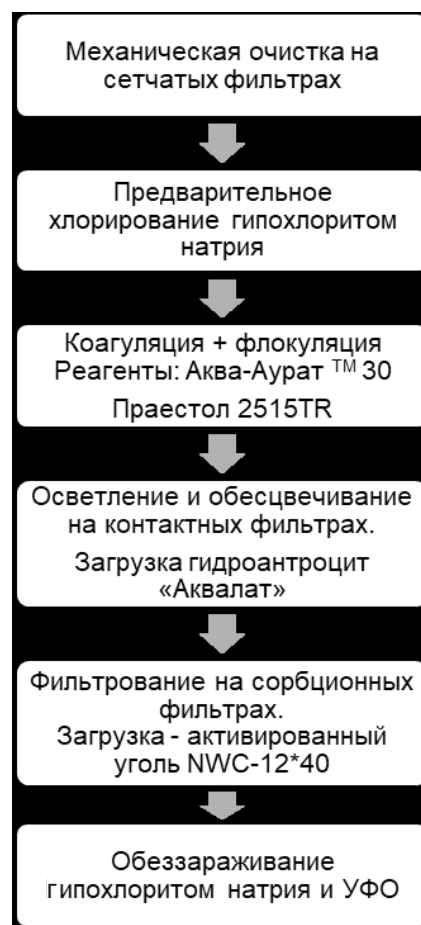 Механическая очистка на
сетчатых фильтрах
Предварительное
хлорирование гипохлоритом
натрия
Коагуляция + флокуляция
Реагенты: Аква-Аурат ™ 30
Праестол 2515TR
Осветление и обесцвечивание
на контактных фильтрах.
Загрузка гидроантроцит
«Аквалат»
Фильтрование на сорбционных
фильтрах.
Загрузка - активированный
уголь NWC-12*40
Обеззараживание
гипохлоритом натрия и УФО